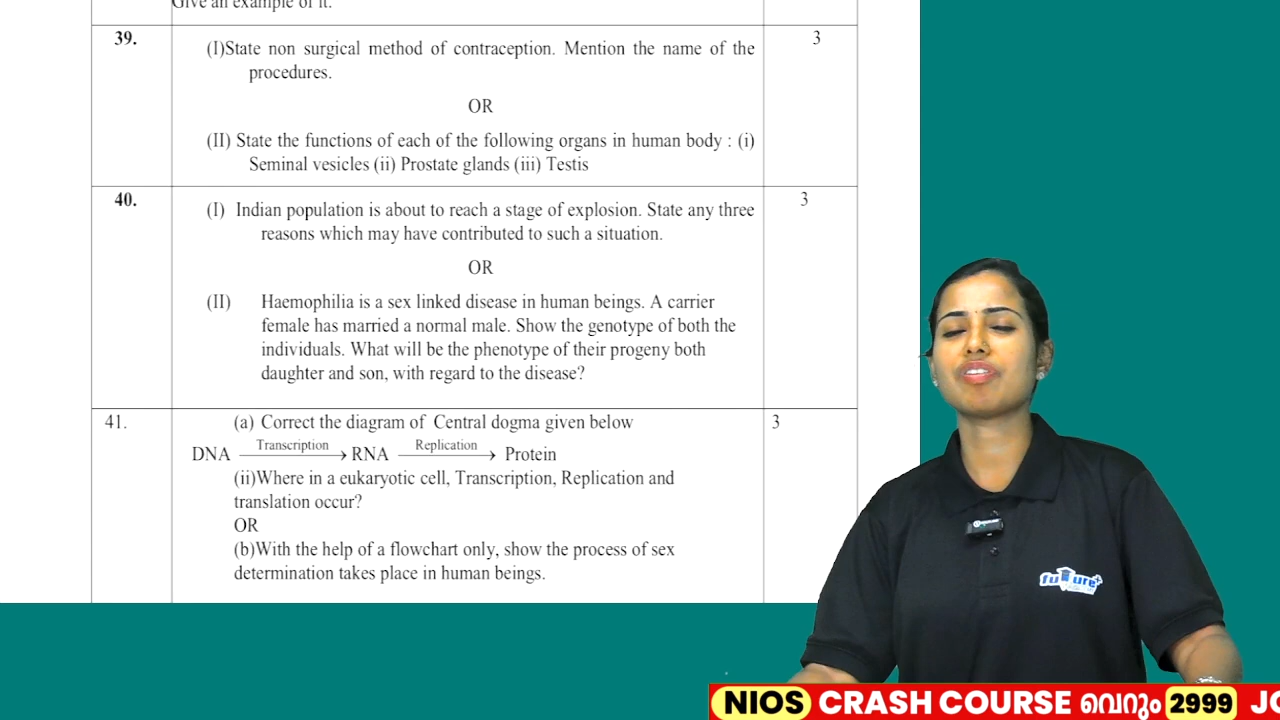 Give an example of it.
39.
(I)State non surgical method of contraception. Mention the name of the
procedures.
3
OR
(II) State the functions of each of the following organs in human body : (i)
Seminal vesicles (ii) Prostate glands (iii) Testis
40.
(I) Indian population is about to reach a stage of explosion. State any three
reasons which may have contributed to such a situation.
3
OR
(II) Haemophilia is a sex linked disease in human beings. A carrier
female has married a normal male. Show the genotype of both the
individuals. What will be the phenotype of their progeny both
daughter and son, with regard to the disease?
41.
(a) Correct the diagram of Central dogma given below
3
Transcription Replication
DNA → RNA → Protein
(ii)Where in a eukaryotic cell, Transcription, Replication and
translation occur?
OR
(b)With the help of a flowchart only, show the process of sex
determination takes place in human beings.
future+
NIOS CRASH COURSE വെറും 2999 JO